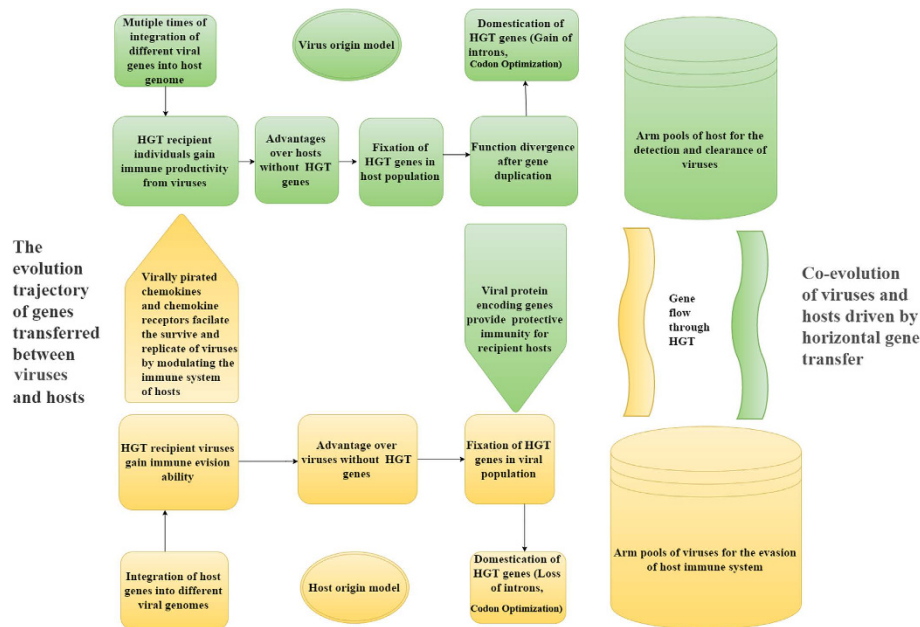 Mutiple times of
integration of
different viral
genes into host
genome
Virus origin model
Domestication of
HGT genes (Gain of
introns,
Codon Optimization)
HGT recipient
individuals gain
immune productivity
from viruses
Advantages
over hosts
without HGT
genes
Fixation of
HGT genes in
host population
Function divergence
after gene
duplication
Arm pools of host for the
detection and clearance of
viruses
The
evolution
trajectory
of genes
transferred
between
viruses
and hosts
Virally pirated
chemokines
and chemokine
receptors facilate
the survive and
replicate of viruses
by modulating the
immune system
of hosts
Viral protein
encoding genes
provide protective
immunity for
recipient hosts
Gene
flow
through
HGT
Co-evolution
of viruses and
hosts driven by
horizontal gene
transfer
HGT recipient viruses
gain immune evision
ability
Advantage over
viruses without HGT
genes
Fixation of HGT
genes in viral
population
Arm pools of viruses for the evasion
of host immune system
Integration of host
genes into different
viral genomes
Host origin model
Domestication of
HGT genes (Loss
of introns,
Codon Optimization)